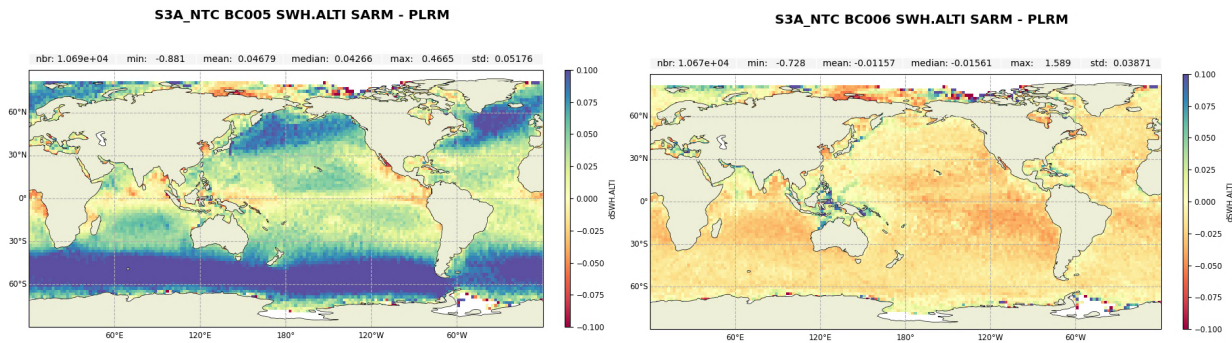 S3A_NTC BC005 SWH.ALTI SARM - PLRM
nbr: 1.069e+04 min: -0.881 mean: 0.04679 median: 0.04266 max: 0.4665 std: 0.05176
60°N
30°N
0°
30°S
60°S
60°E 120°E 180° 120°W 60°W
0.100
0.075
0.050
0.025
0.000
-0.025
-0.050
-0.075
-0.100
dSWH.ALTI
S3A_NTC BC006 SWH.ALTI SARM - PLRM
nbr: 1.067e+04 min: -0.728 mean: -0.01157 median: -0.01561 max: 1.589 std: 0.03871
60°N
30°N
0°
30°S
60°S
60°E 120°E 180° 120°W 60°W
0.100
0.075
0.050
0.025
0.000
-0.025
-0.050
-0.075
-0.100
dSWH.ALTI